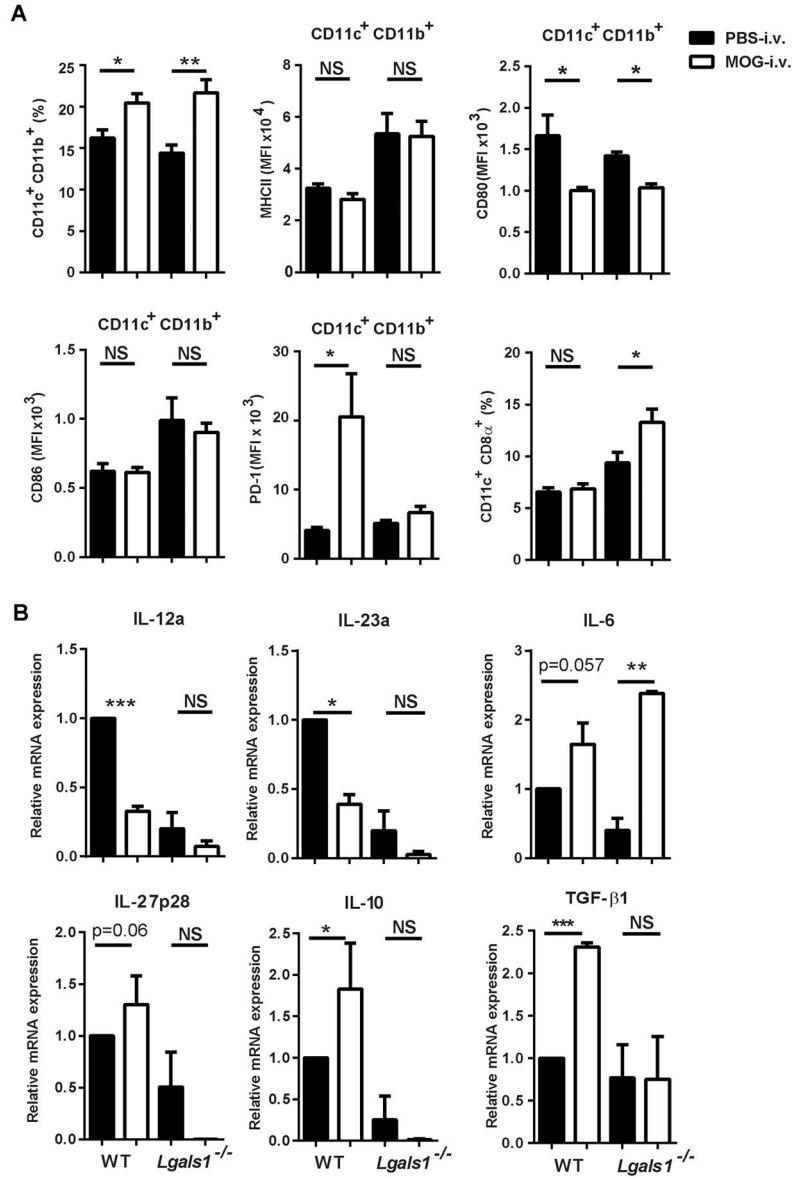 A
PBS-i.v.
MOG-i.v.
CD11c+ CD11b+ (%)
25
20
15
10
5
0
*
**
CD11c+ CD11b+
MHCII (MFI x10 4)
8
6
4
2
0
NS
NS
CD11c+ CD11b+
CD80(MFI x10 3)
2.5
2.0
1.5
1.0
0.5
0.0
*
*
CD11c+ CD11b+
CD86 (MFI x10 3)
1.5
1.0
0.5
0.0
NS
NS
CD11c+ CD11b+
PD-1(MFI x 10 3)
30
20
10
0
*
NS
CD11c+ CD8α+ (%)
20
15
10
5
0
NS
*
B
IL-12a
Relative mRNA expression
1.5
1.0
0.5
0.0
***
NS
IL-23a
Relative mRNA expression
1.5
1.0
0.5
0.0
*
NS
IL-6
Relative mRNA expression
3
2
1
0
p=0.057
**
IL-27p28
Relative mRNA expression
2.0
1.5
1.0
0.5
0.0
p=0.06
NS
WT
Lgals1 -/-
IL-10
Relative mRNA expression
2.5
2.0
1.5
1.0
0.5
0.0
*
NS
WT
Lgals1 -/-
TGF-β1
Relative mRNA expression
2.5
2.0
1.5
1.0
0.5
0.0
***
NS
WT
Lgals1 -/-